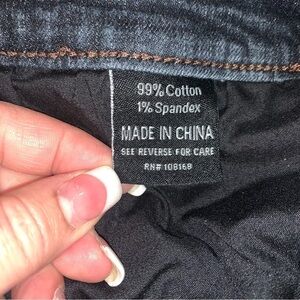 99% Cotton
1% Spandex
MADE IN CHINA
SEE REVERSE FOR CARE
RN# 108168